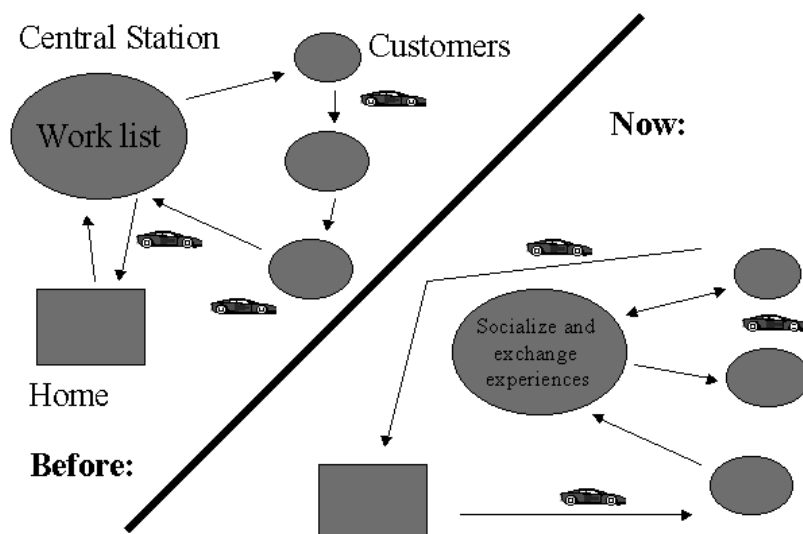 Central Station
Customers
Work list
Now:
Socialize and
exchange
experiences
Home
Before: